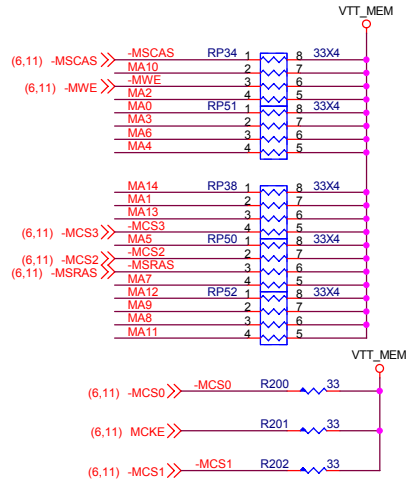 VTT_MEM
(6,11) -MSCAS -MSCAS RP34 1 8 33X4
MA10 2 7
(6,11) -MWE -MWE 3 6
MA2 4 5
MA0 RP51 1 8 33X4
MA3 2 7
MA6 3 6
MA4 4 5
MA14 RP38 1 8 33X4
MA1 2 7
MA13 3 6
(6,11) -MCS3 -MCS3 4 5
MA5 RP50 1 8 33X4
(6,11) -MCS2 -MCS2 2 7
(6,11) -MSRAS -MSRAS 3 6
MA7 4 5
MA12 RP52 1 8 33X4
MA9 2 7
MA8 3 6
MA11 4 5
VTT_MEM
(6,11) -MCS0 -MCS0 R200 33
(6,11) MCKE R201 33
(6,11) -MCS1 -MCS1 R202 33